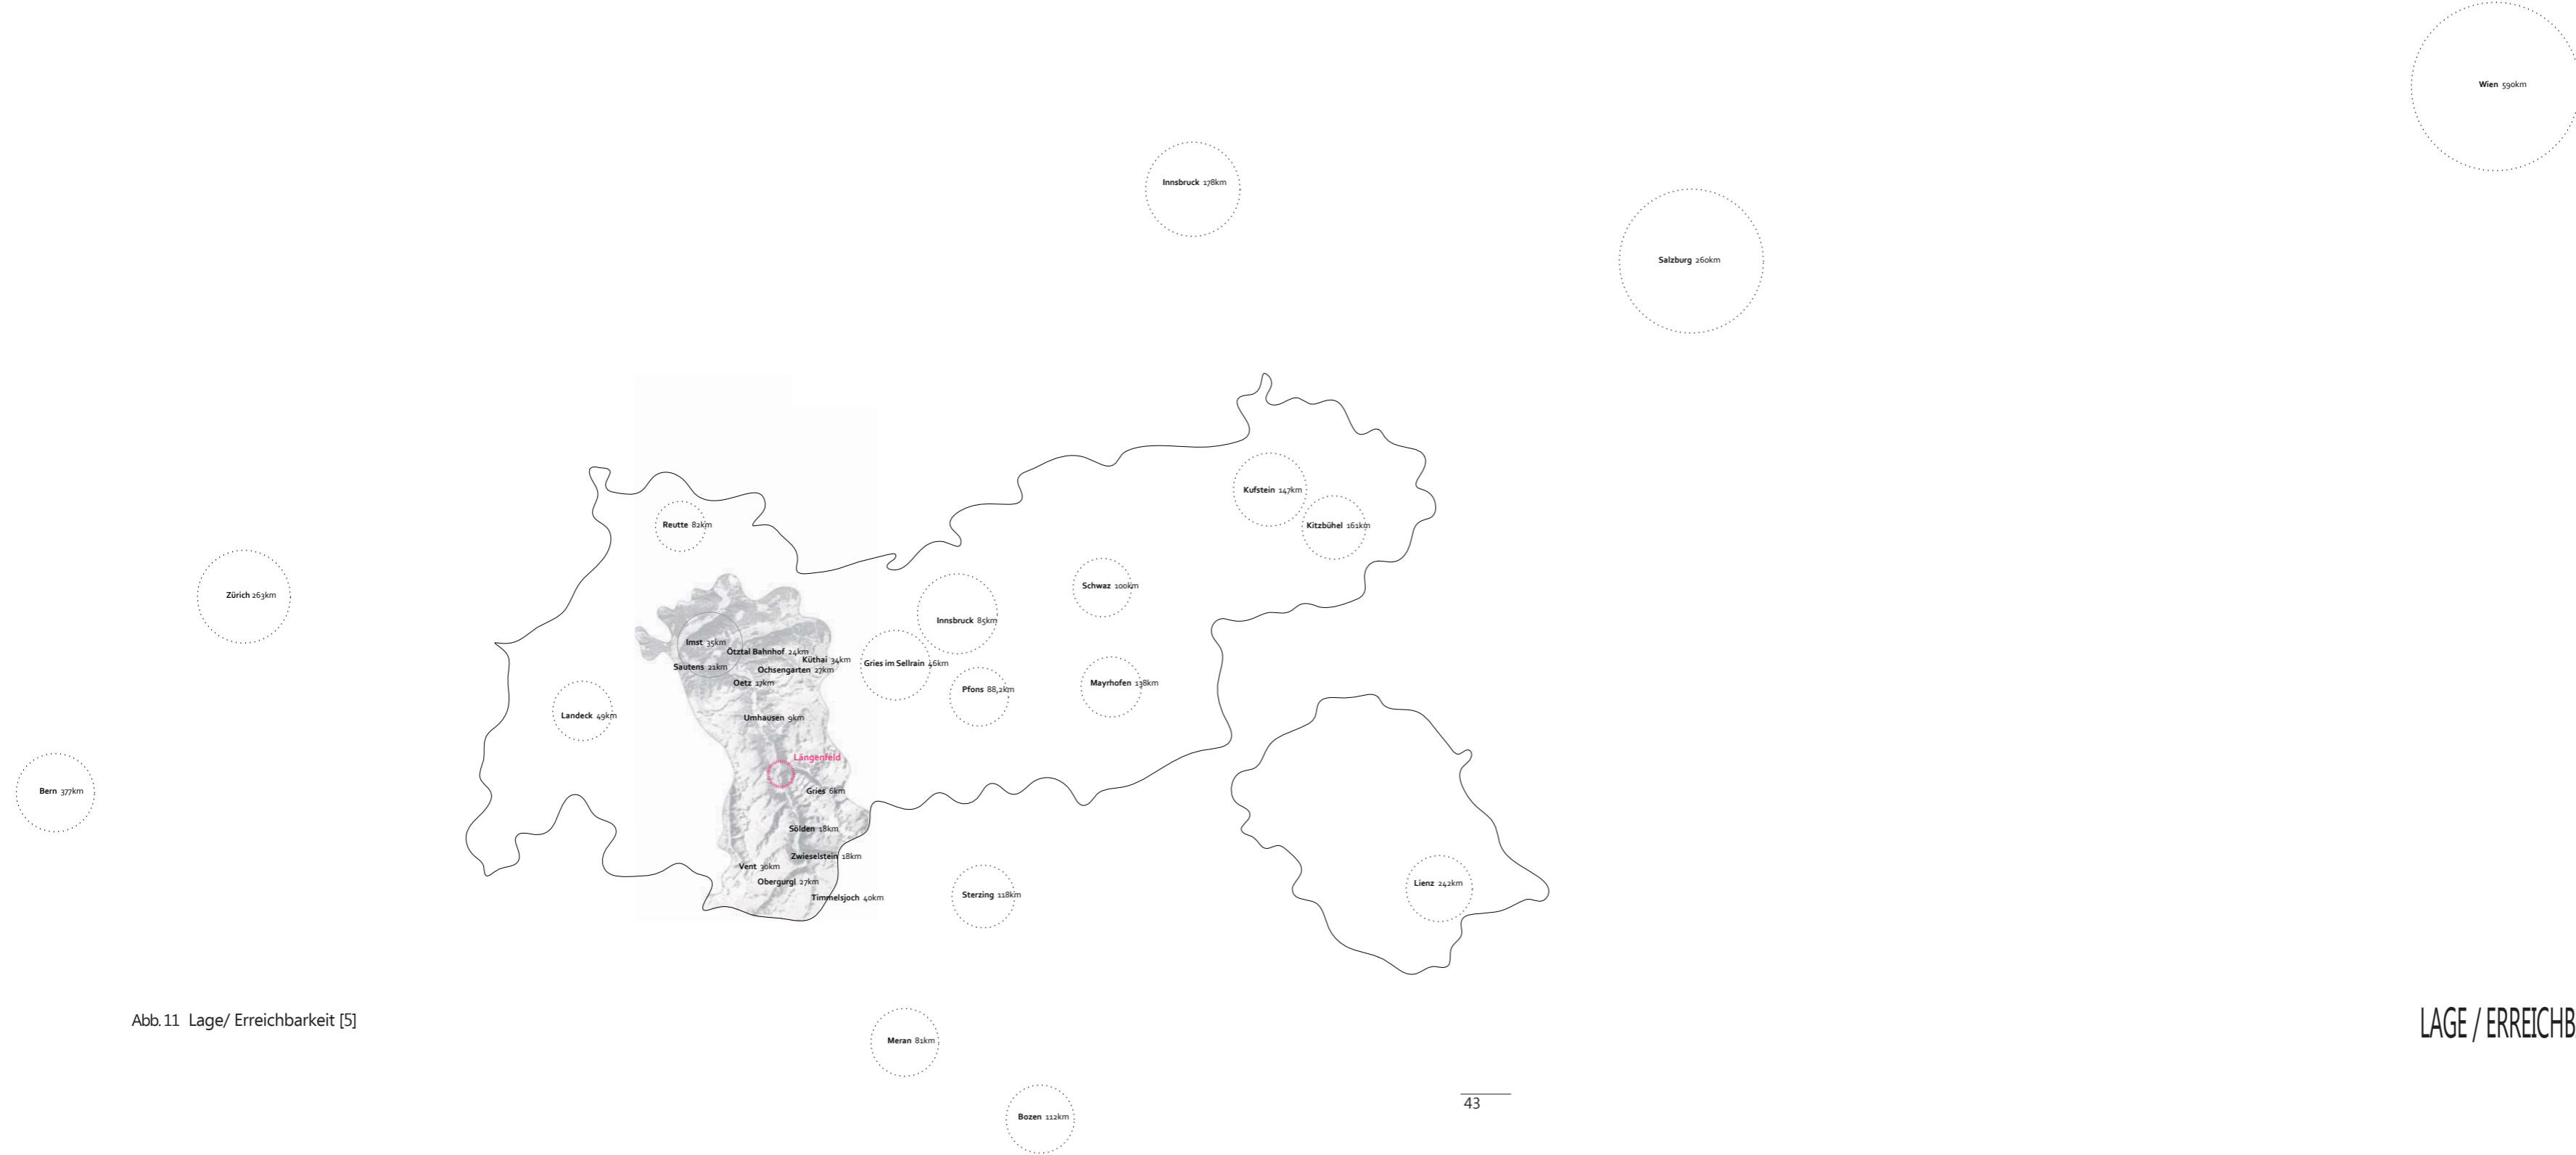 Wien 590km
Innsbruck 178km
Salzburg 260km
Kufstein 147km
Reutte 82km
Kitzbühel 161km
Schwaz 100km
Zürich 263km
Innsbruck 85km
Imst 35km
Ötztal Bahnhof 24km
Küthai 34km
Gries im Sellrain 46km
Sautens 21km
Ochsengarten 27km
Oetz 17km
Mayrhofen 138km
Pfons 88,2km
Landeck 49km
Umhausen 9km
Längenfeld
Bern 377km
Gries 6km
Sölden 18km
Zwieselstein 18km
Vent 30km
Obergurgl 27km
Lienz 242km
Sterzing 118km
Timmelsjoch 40km
Abb. 11 Lage/ Erreichbarkeit [5]
LAGE / ERREICHB
Meran 81km
43
Bozen 112km